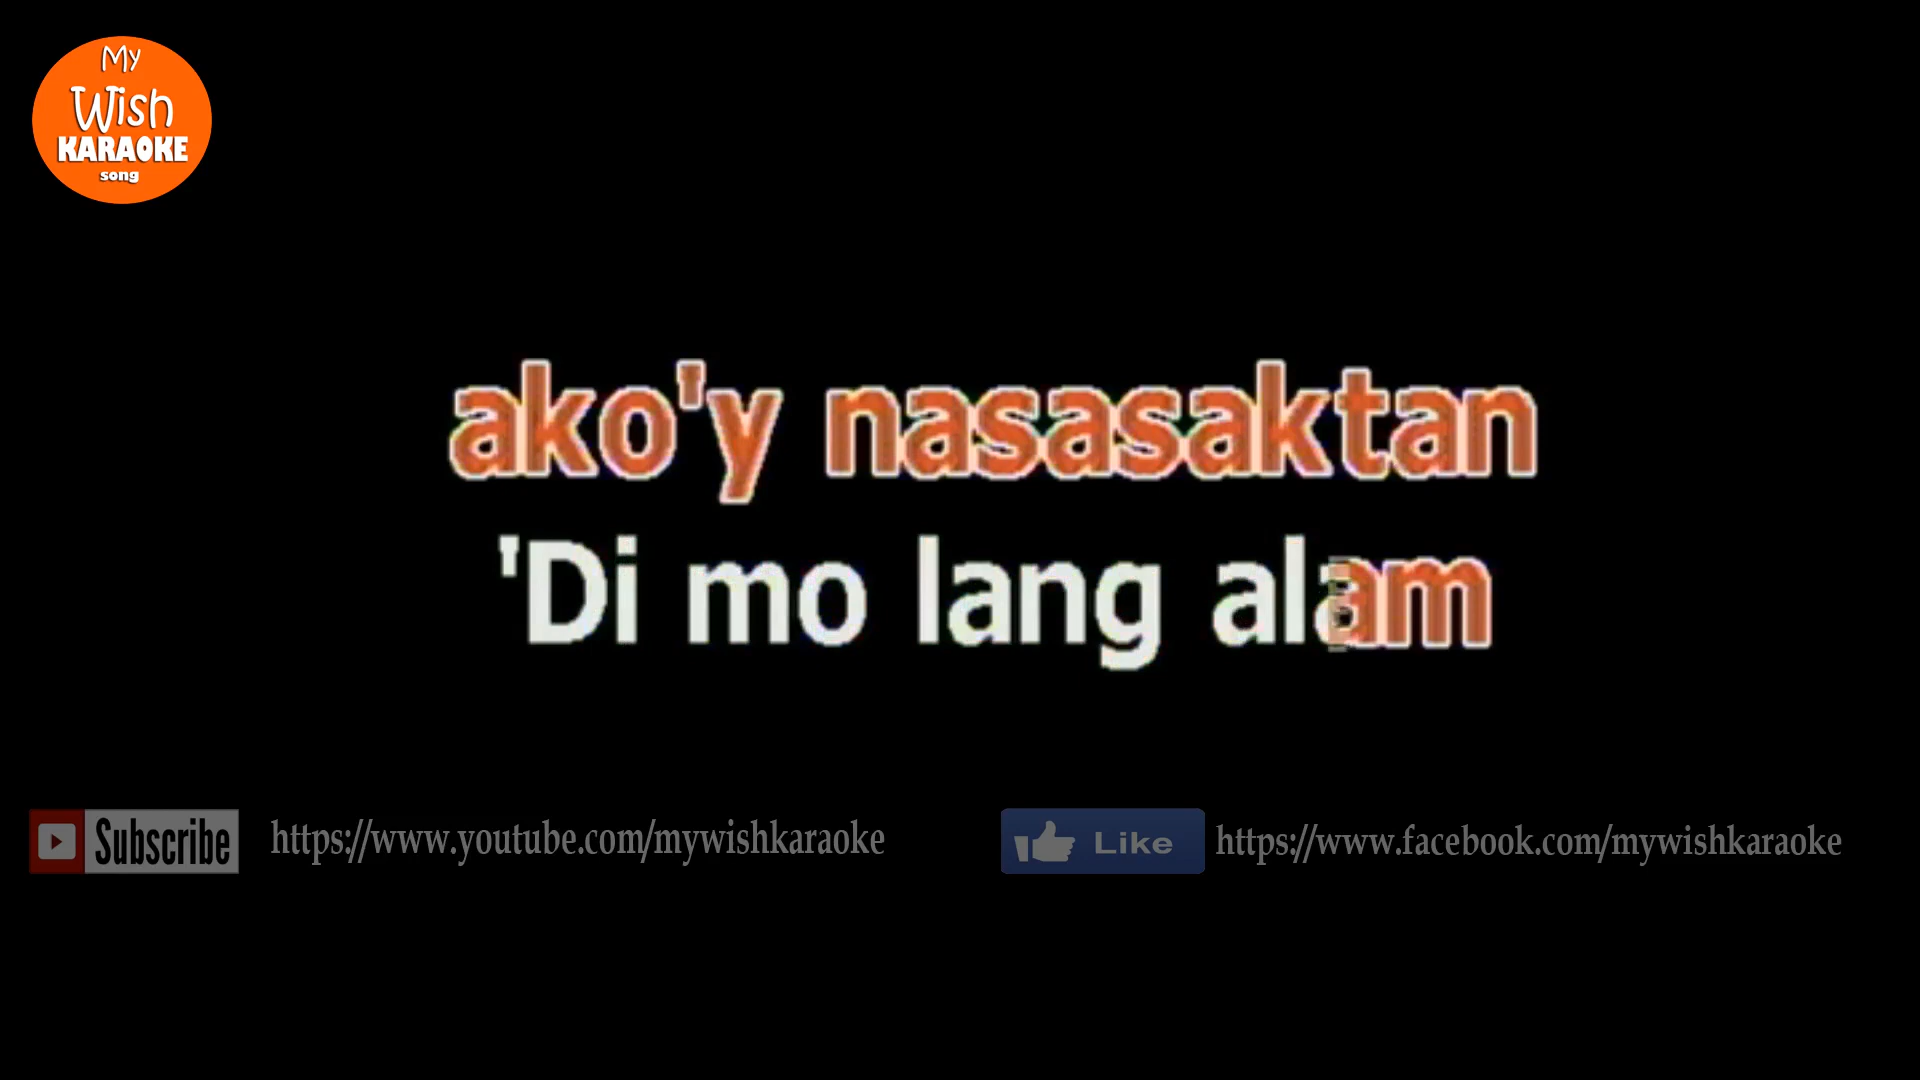 My
Wish
KARAOKE
song
ako'y nasasaktan
'Di mo lang alam
Subscribe https://www.youtube.com/mywishkaraoke
Like https://www.facebook.com/mywishkaraoke